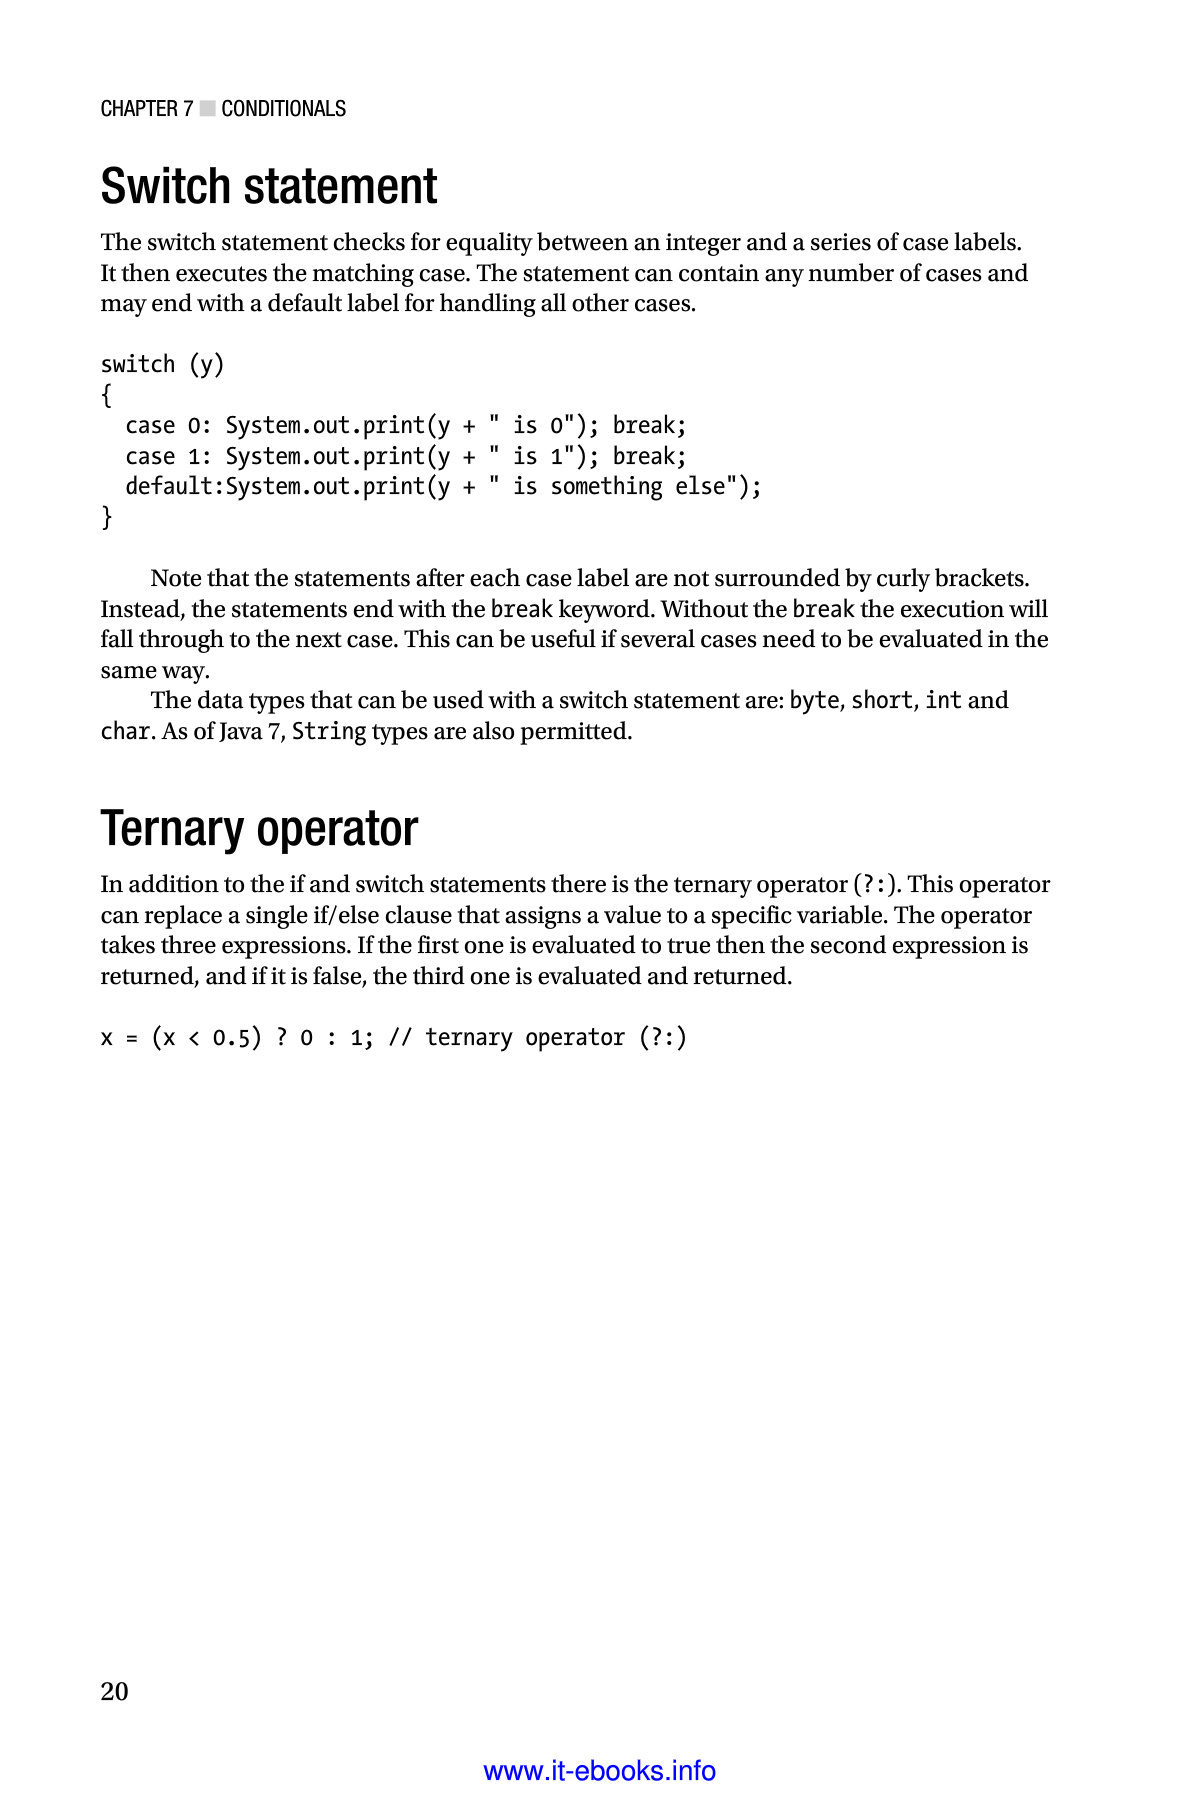 CHAPTER 7 ■ CONDITIONALS
Switch statement
The switch statement checks for equality between an integer and a series of case labels.
It then executes the matching case. The statement can contain any number of cases and
may end with a default label for handling all other cases.
switch (y)
{
  case 0: System.out.print(y + " is 0"); break;
  case 1: System.out.print(y + " is 1"); break;
  default:System.out.print(y + " is something else");
}
Note that the statements after each case label are not surrounded by curly brackets.
Instead, the statements end with the break keyword. Without the break the execution will
fall through to the next case. This can be useful if several cases need to be evaluated in the
same way.
The data types that can be used with a switch statement are: byte, short, int and
char. As of Java 7, String types are also permitted.
Ternary operator
In addition to the if and switch statements there is the ternary operator (?:). This operator
can replace a single if/else clause that assigns a value to a specific variable. The operator
takes three expressions. If the first one is evaluated to true then the second expression is
returned, and if it is false, the third one is evaluated and returned.
x = (x < 0.5) ? 0 : 1; // ternary operator (?:)
20
www.it-ebooks.info